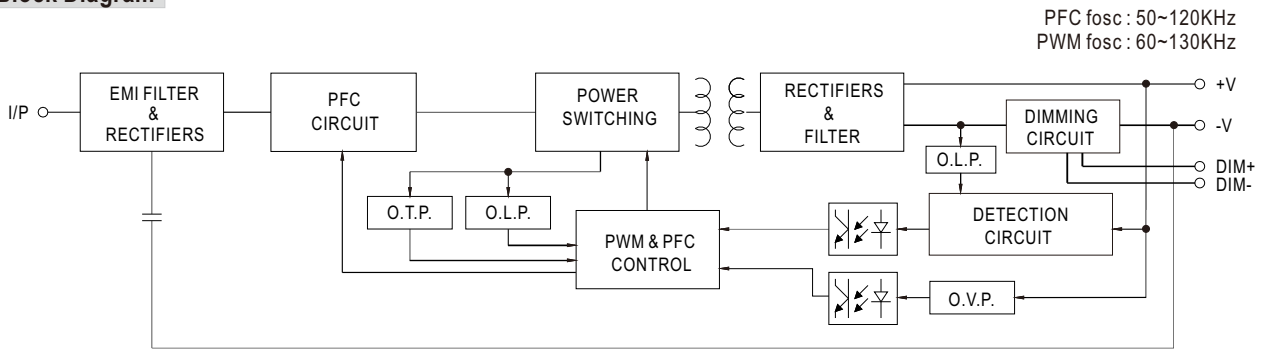 Block Diagram
PFC fosc : 50~120KHz
PWM fosc : 60~130KHz
I/P
EMI FILTER
&
RECTIFIERS
PFC
CIRCUIT
POWER
SWITCHING
RECTIFIERS
&
FILTER
DIMMING
CIRCUIT
+V
-V
DIM+
DIM-
O.L.P.
O.T.P.
O.L.P.
PWM & PFC
CONTROL
DETECTION
CIRCUIT
O.V.P.